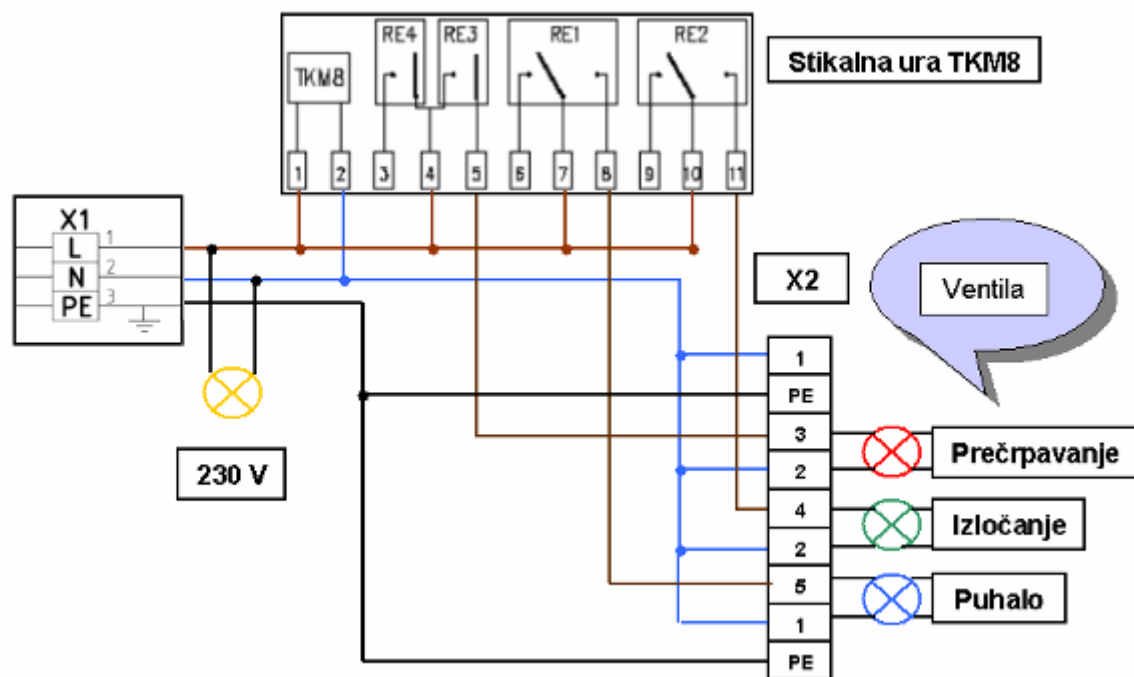 RE4 RE3 RE1 RE2
TKM8
Stikalna ura TKM8
1 2 3 4 5 6 7 8 9 10 11
X1
L 1
N 2
PE 3
X2
Ventila
230 V
1
PE
3
2
Prečrpavanje
4
2
Izločanje
5
1
Puhalo
PE